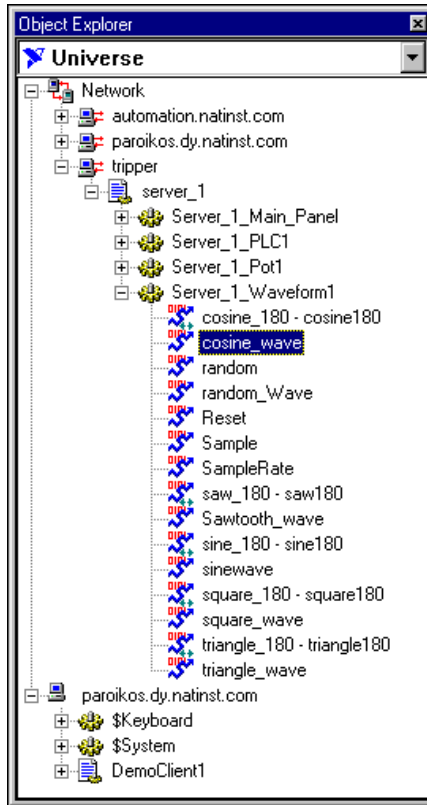 Object Explorer
Universe
Network
automation.natinst.com
paroikos.dy.natinst.com
tripper
server_1
Server_1_Main_Panel
Server_1_PLC1
Server_1_Pot1
Server_1_Waveform1
cosine_180 - cosine180
cosine_wave
random
random_Wave
Reset
Sample
SampleRate
saw_180 - saw180
Sawtooth_wave
sine_180 - sine180
sinewave
square_180 - square180
square_wave
triangle_180 - triangle180
triangle_wave
paroikos.dy.natinst.com
$Keyboard
$System
DemoClient1